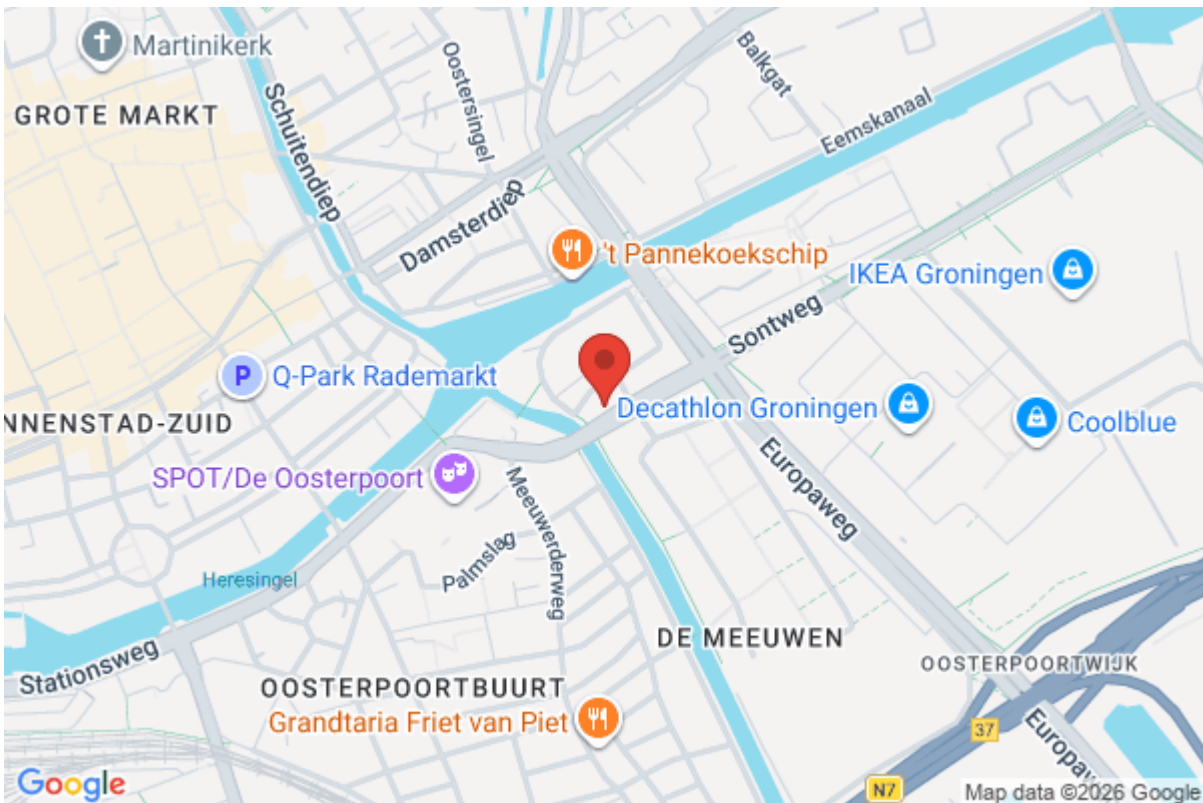 Martinikerk
GROTE MARKT
Schuitendiep
Oostersingel
Balkgat
Eemskanaal
Damsterdiep
't Pannekoekschip
IKEA Groningen
Sontweg
Q-Park Rademarkt
P
NNENSTAD-ZUID
Decathlon Groningen
Coolblue
SPOT/De Oosterpoort
Meeuwerderweg
Europaweg
Palmslag
Heresingel
DE MEEUWEN
Stationsweg
OOSTERPOORTWIJK
OOSTERPOORTBUURT
Grandtaria Friet van Piet
37
Europa
N7
Google
Map data ©2026 Google